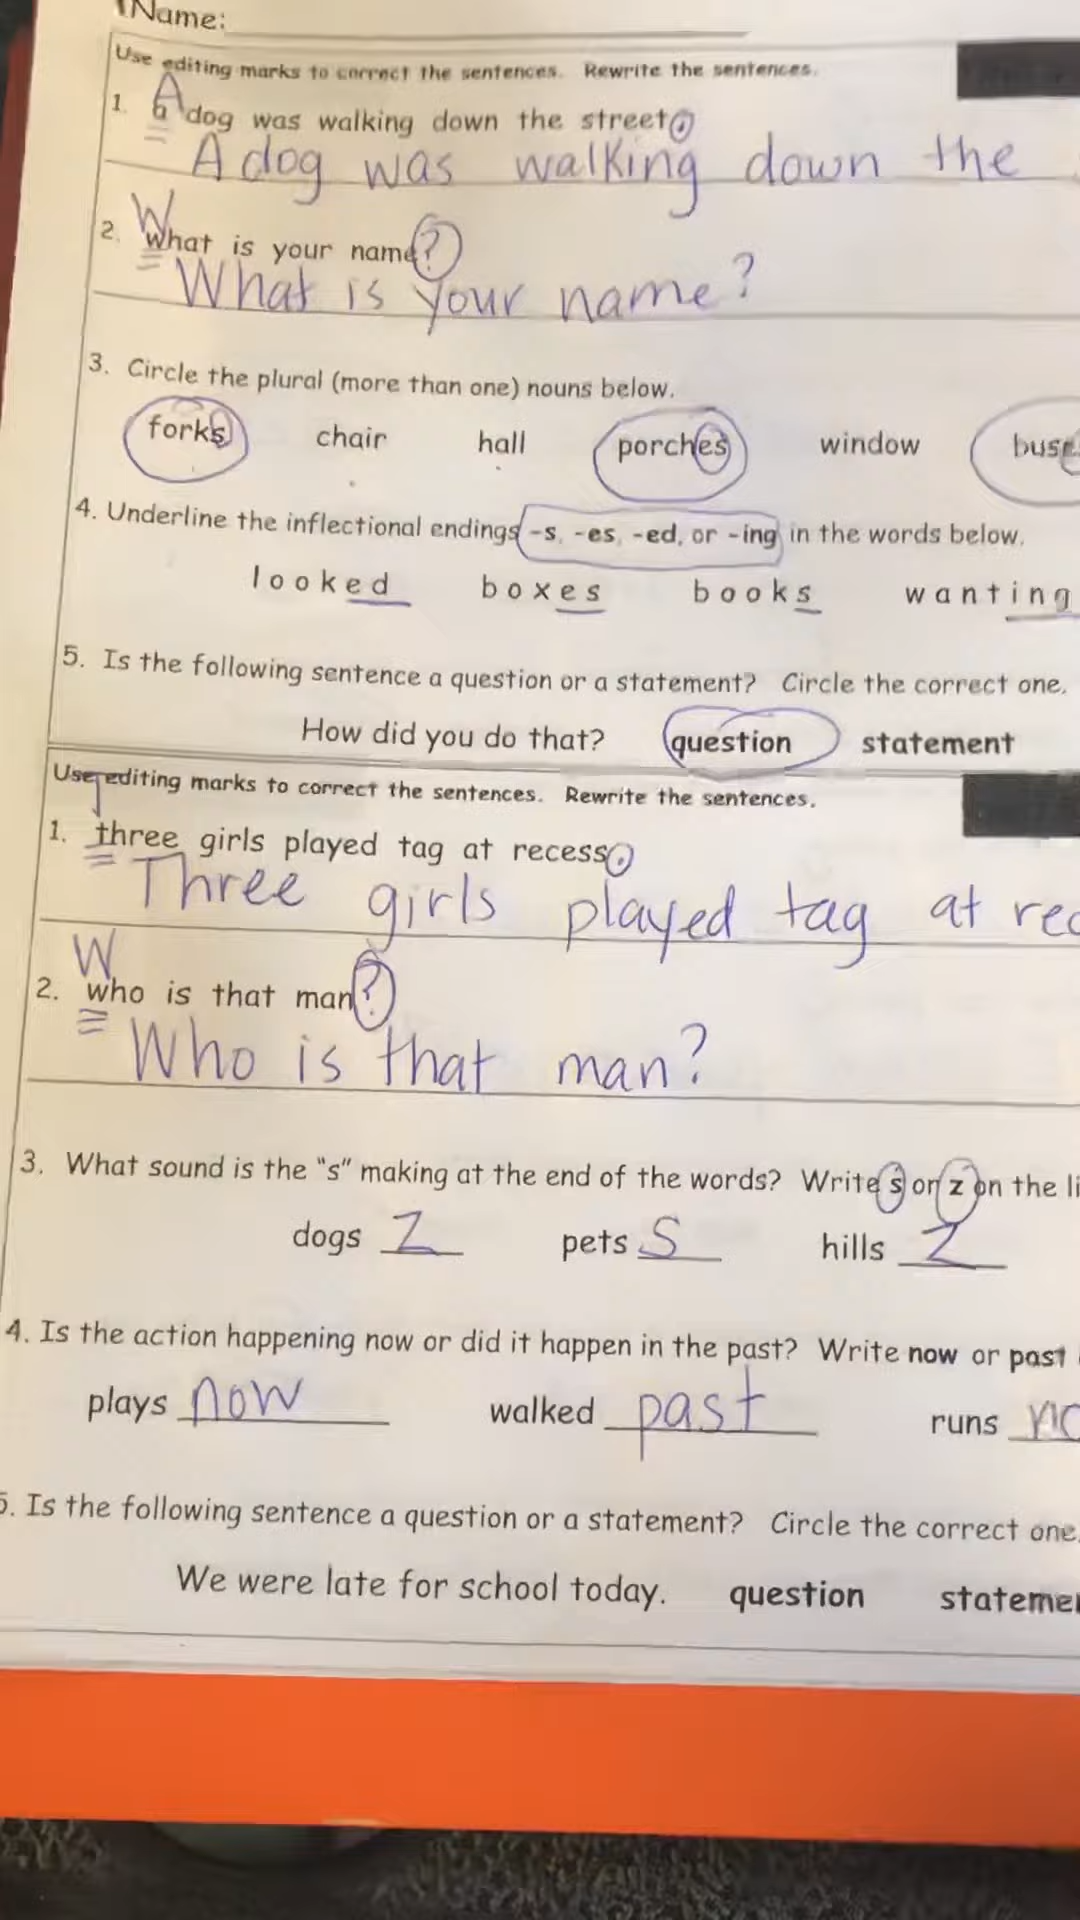 Name:
Use editing marks to correct the sentences. Rewrite the sentences.
A
1. a dog was walking down the street.
A dog was walking down the
W
2. what is your name?
What is your name?
3. Circle the plural (more than one) nouns below.
forks chair hall porches window buse
4. Underline the inflectional endings -s, -es, -ed, or -ing in the words below.
looked boxes books wanting
5. Is the following sentence a question or a statement? Circle the correct one.
How did you do that? question statement
Use editing marks to correct the sentences. Rewrite the sentences.
T
1. three girls played tag at recess.
Three girls played tag at rec
W
2. who is that man?
Who is that man?
3. What sound is the "s" making at the end of the words? Write s or z on the li
dogs z pets s hills z
4. Is the action happening now or did it happen in the past? Write now or past
plays now walked past runs no
5. Is the following sentence a question or a statement? Circle the correct one.
We were late for school today. question stateme